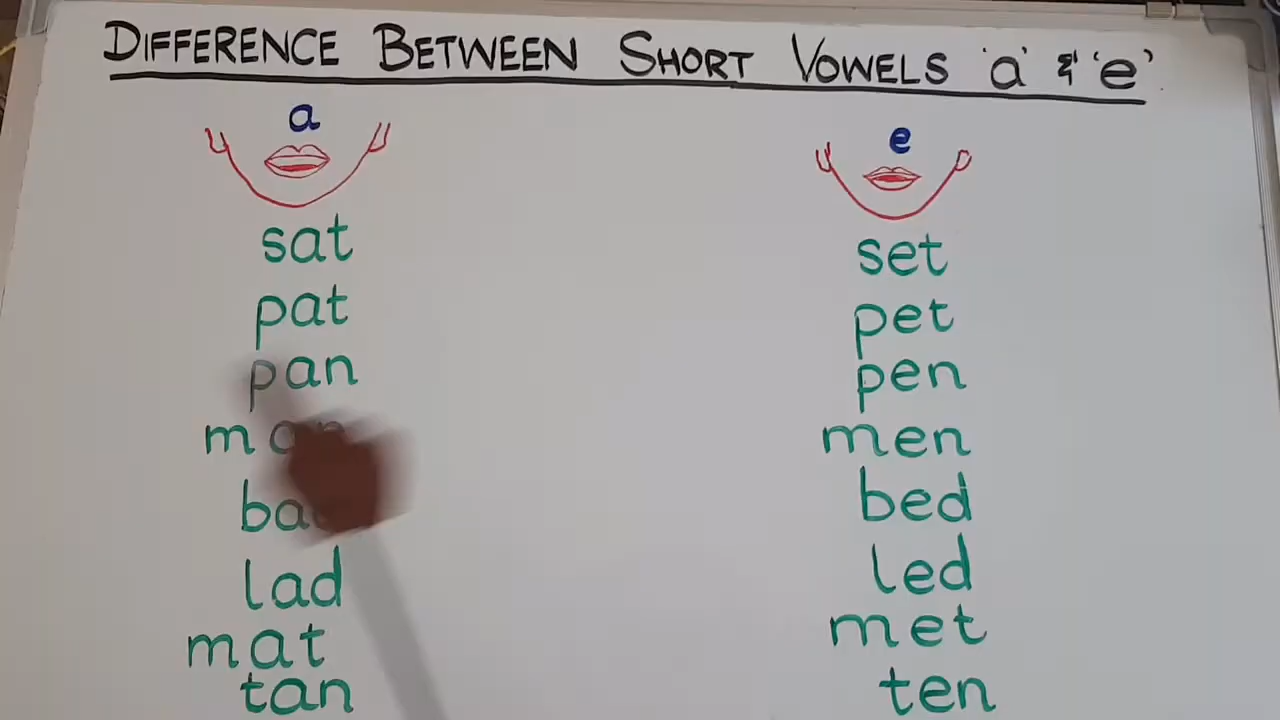 DIFFERENCE BETWEEN SHORT VOWELS 'a' & 'e'
a
sat
pat
pan
lad
mat
tan
e
set
pet
pen
men
bed
led
met
ten